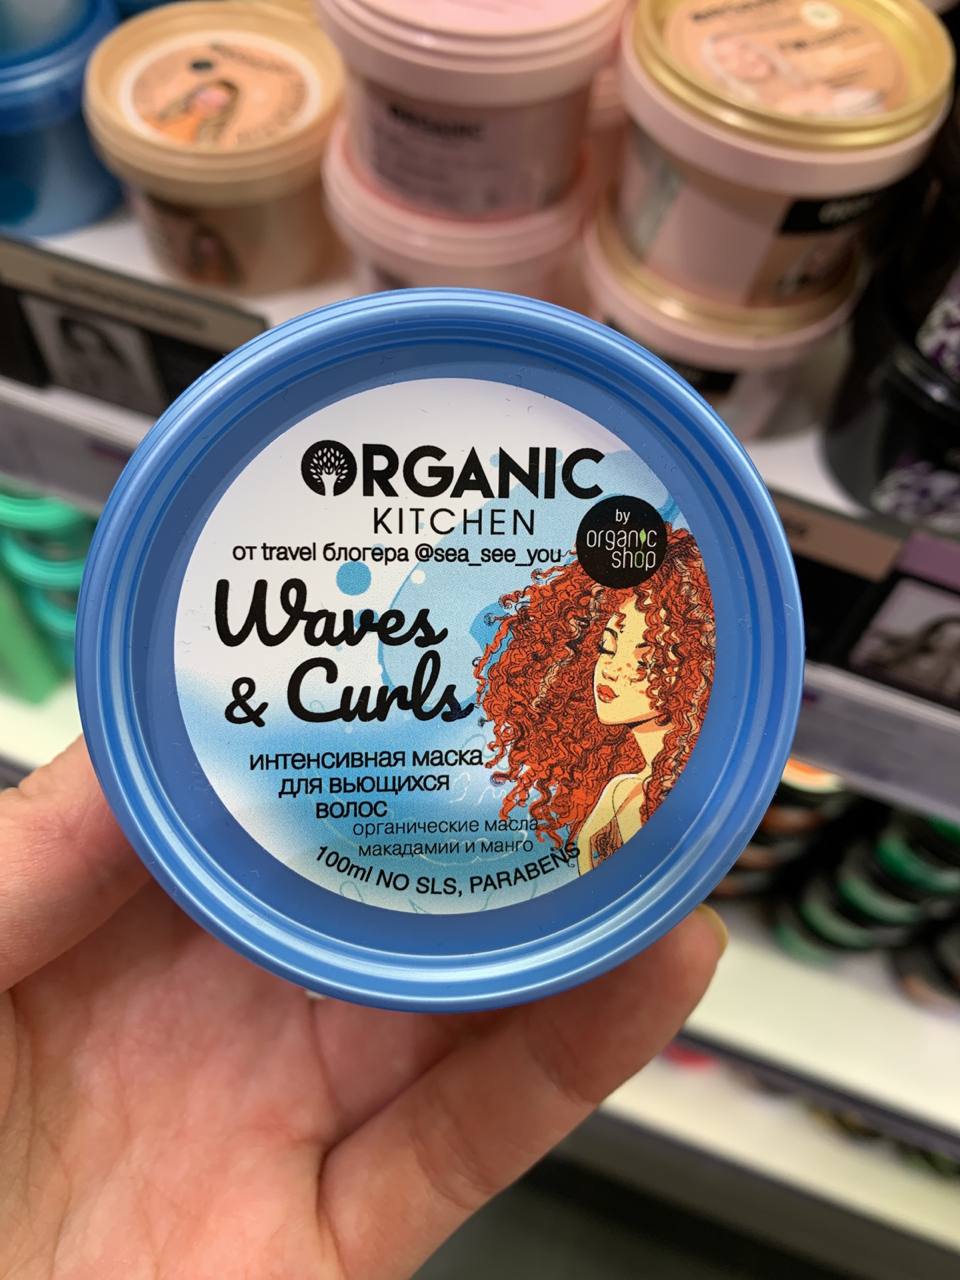 ORGANIC
KITCHEN
by
organic
shop
от travel блогера @sea_see_you
Waves
& Curls
ИНТЕНСИВНАЯ МАСКА
ДЛЯ ВЬЮЩИХСЯ
ВОЛОС
органические масла
макадамии и манго
100ml NO SLS, PARABENS